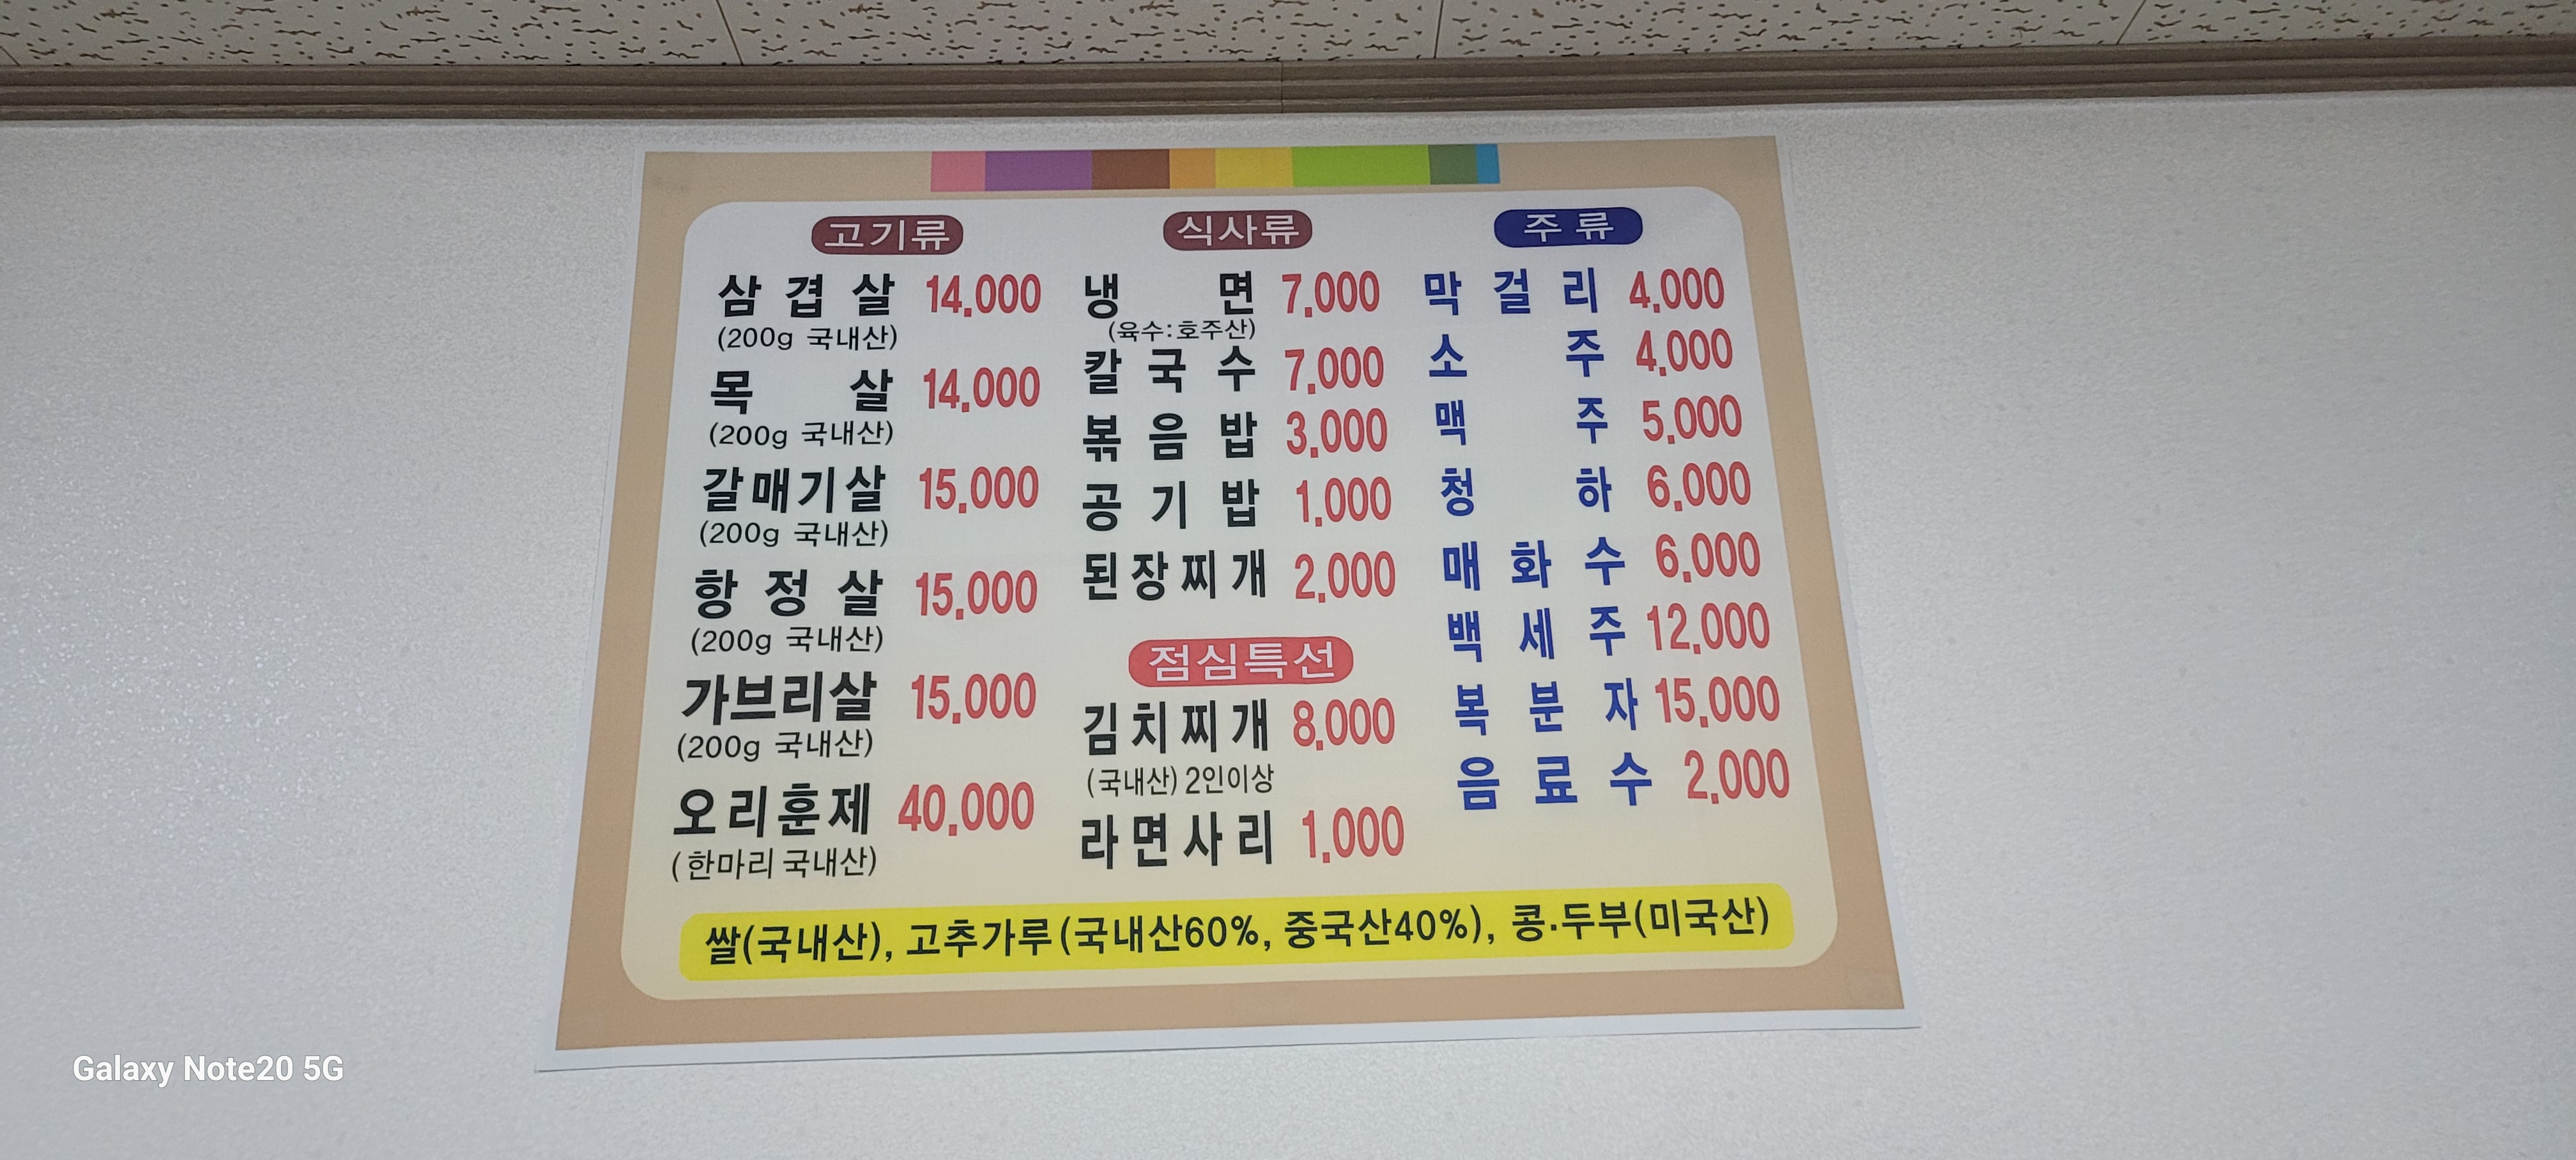 고기류
삼겹살 14,000
(200g 국내산)
목살 14,000
(200g 국내산)
갈매기살 15,000
(200g 국내산)
항정살 15,000
(200g 국내산)
가브리살 15,000
(200g 국내산)
오리훈제 40,000
(한마리 국내산)
식사류
냉면 7,000
(육수:호주산)
칼국수 7,000
볶음밥 3,000
공기밥 1,000
된장찌개 2,000
점심특선
김치찌개 8,000
(국내산) 2인이상
라면사리 1,000
주류
막걸리 4,000
소주 4,000
맥주 5,000
청하 6,000
매화수 6,000
백세주 12,000
복분자 15,000
음료수 2,000
쌀(국내산), 고추가루(국내산60%, 중국산40%), 콩.두부(미국산)
Galaxy Note20 5G